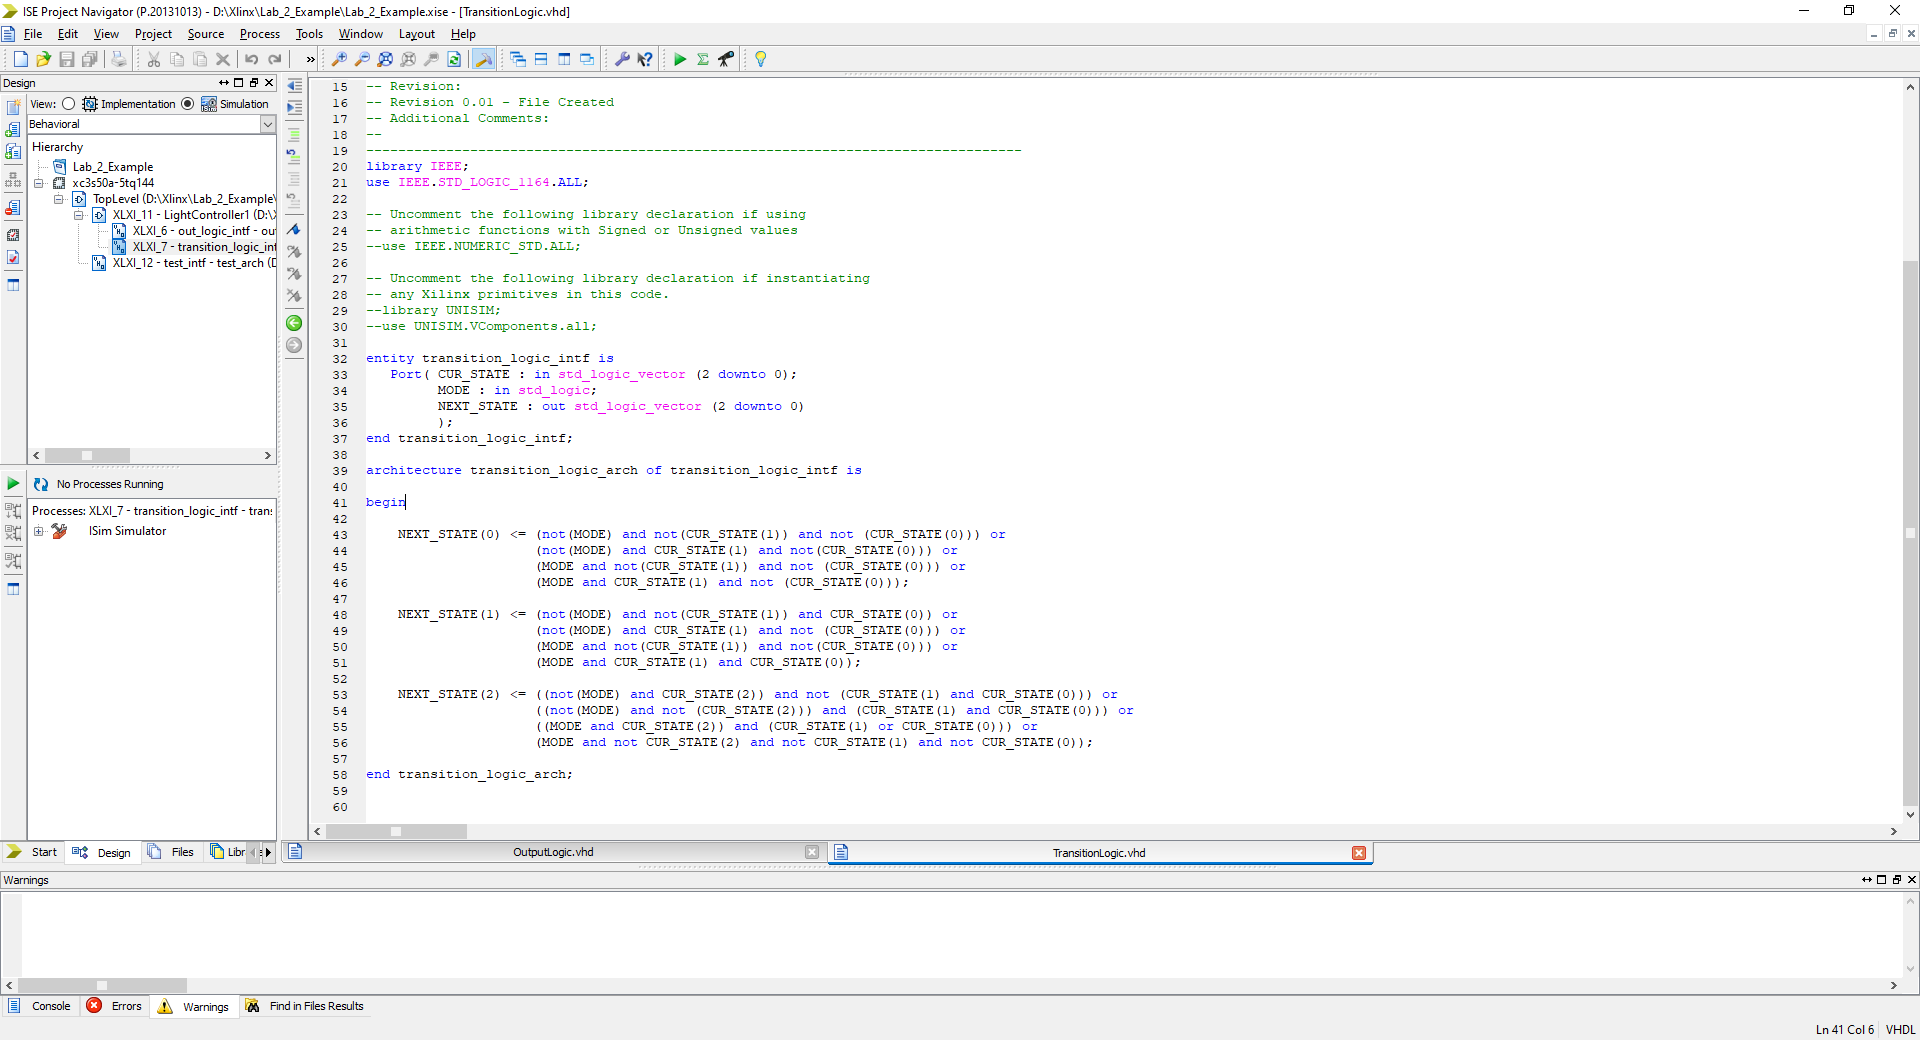 ISE Project Navigator (P.20131013) - D:\Xlinx\Lab_2_Example\Lab_2_Example.xise - [TransitionLogic.vhd]
File Edit View Project Source Process Tools Window Layout Help
Design
View: Implementation Simulation
Behavioral
Hierarchy
Lab_2_Example
xc3s50a-5tq144
TopLevel (D:\Xlinx\Lab_2_Example\
XLXI_11 - LightController1 (D:\X
XLXI_6 - out_logic_intf - ou
XLXI_7 - transition_logic_int
XLXI_12 - test_intf - test_arch (D
No Processes Running
Processes: XLXI_7 - transition_logic_intf - trans
ISim Simulator
Start Design Files Libr
15 -- Revision:
16 -- Revision 0.01 - File Created
17 -- Additional Comments:
18 --
19 ----------------------------------------------------------------------------------
20 library IEEE;
21 use IEEE.STD_LOGIC_1164.ALL;
22
23 -- Uncomment the following library declaration if using
24 -- arithmetic functions with Signed or Unsigned values
25 --use IEEE.NUMERIC_STD.ALL;
26
27 -- Uncomment the following library declaration if instantiating
28 -- any Xilinx primitives in this code.
29 --library UNISIM;
30 --use UNISIM.VComponents.all;
31
32 entity transition_logic_intf is
33 Port( CUR_STATE : in std_logic_vector (2 downto 0);
34 MODE : in std_logic;
35 NEXT_STATE : out std_logic_vector (2 downto 0)
36 );
37 end transition_logic_intf;
38
39 architecture transition_logic_arch of transition_logic_intf is
40
41 begin
42
43 NEXT_STATE(0) <= (not(MODE) and not(CUR_STATE(1)) and not (CUR_STATE(0))) or
44 (not(MODE) and CUR_STATE(1) and not(CUR_STATE(0))) or
45 (MODE and not(CUR_STATE(1)) and not (CUR_STATE(0))) or
46 (MODE and CUR_STATE(1) and not (CUR_STATE(0)));
47
48 NEXT_STATE(1) <= (not(MODE) and not(CUR_STATE(1)) and CUR_STATE(0)) or
49 (not(MODE) and CUR_STATE(1) and not (CUR_STATE(0))) or
50 (MODE and not(CUR_STATE(1)) and not(CUR_STATE(0))) or
51 (MODE and CUR_STATE(1) and CUR_STATE(0));
52
53 NEXT_STATE(2) <= ((not(MODE) and CUR_STATE(2)) and not (CUR_STATE(1) and CUR_STATE(0))) or
54 ((not(MODE) and not (CUR_STATE(2))) and (CUR_STATE(1) and CUR_STATE(0))) or
55 ((MODE and CUR_STATE(2)) and (CUR_STATE(1) or CUR_STATE(0))) or
56 (MODE and not CUR_STATE(2) and not CUR_STATE(1) and not CUR_STATE(0));
57
58 end transition_logic_arch;
59
60
OutputLogic.vhd TransitionLogic.vhd
Warnings
Console Errors Warnings Find in Files Results
Ln 41 Col 6 VHDL